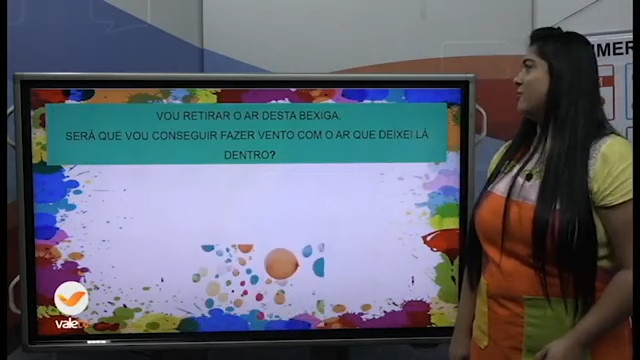 VOU RETIRAR O AR DESTA BEXIGA.
SERÁ QUE VOU CONSEGUIR FAZER VENTO COM O AR QUE DEIXEI LÁ
DENTRO?
vale